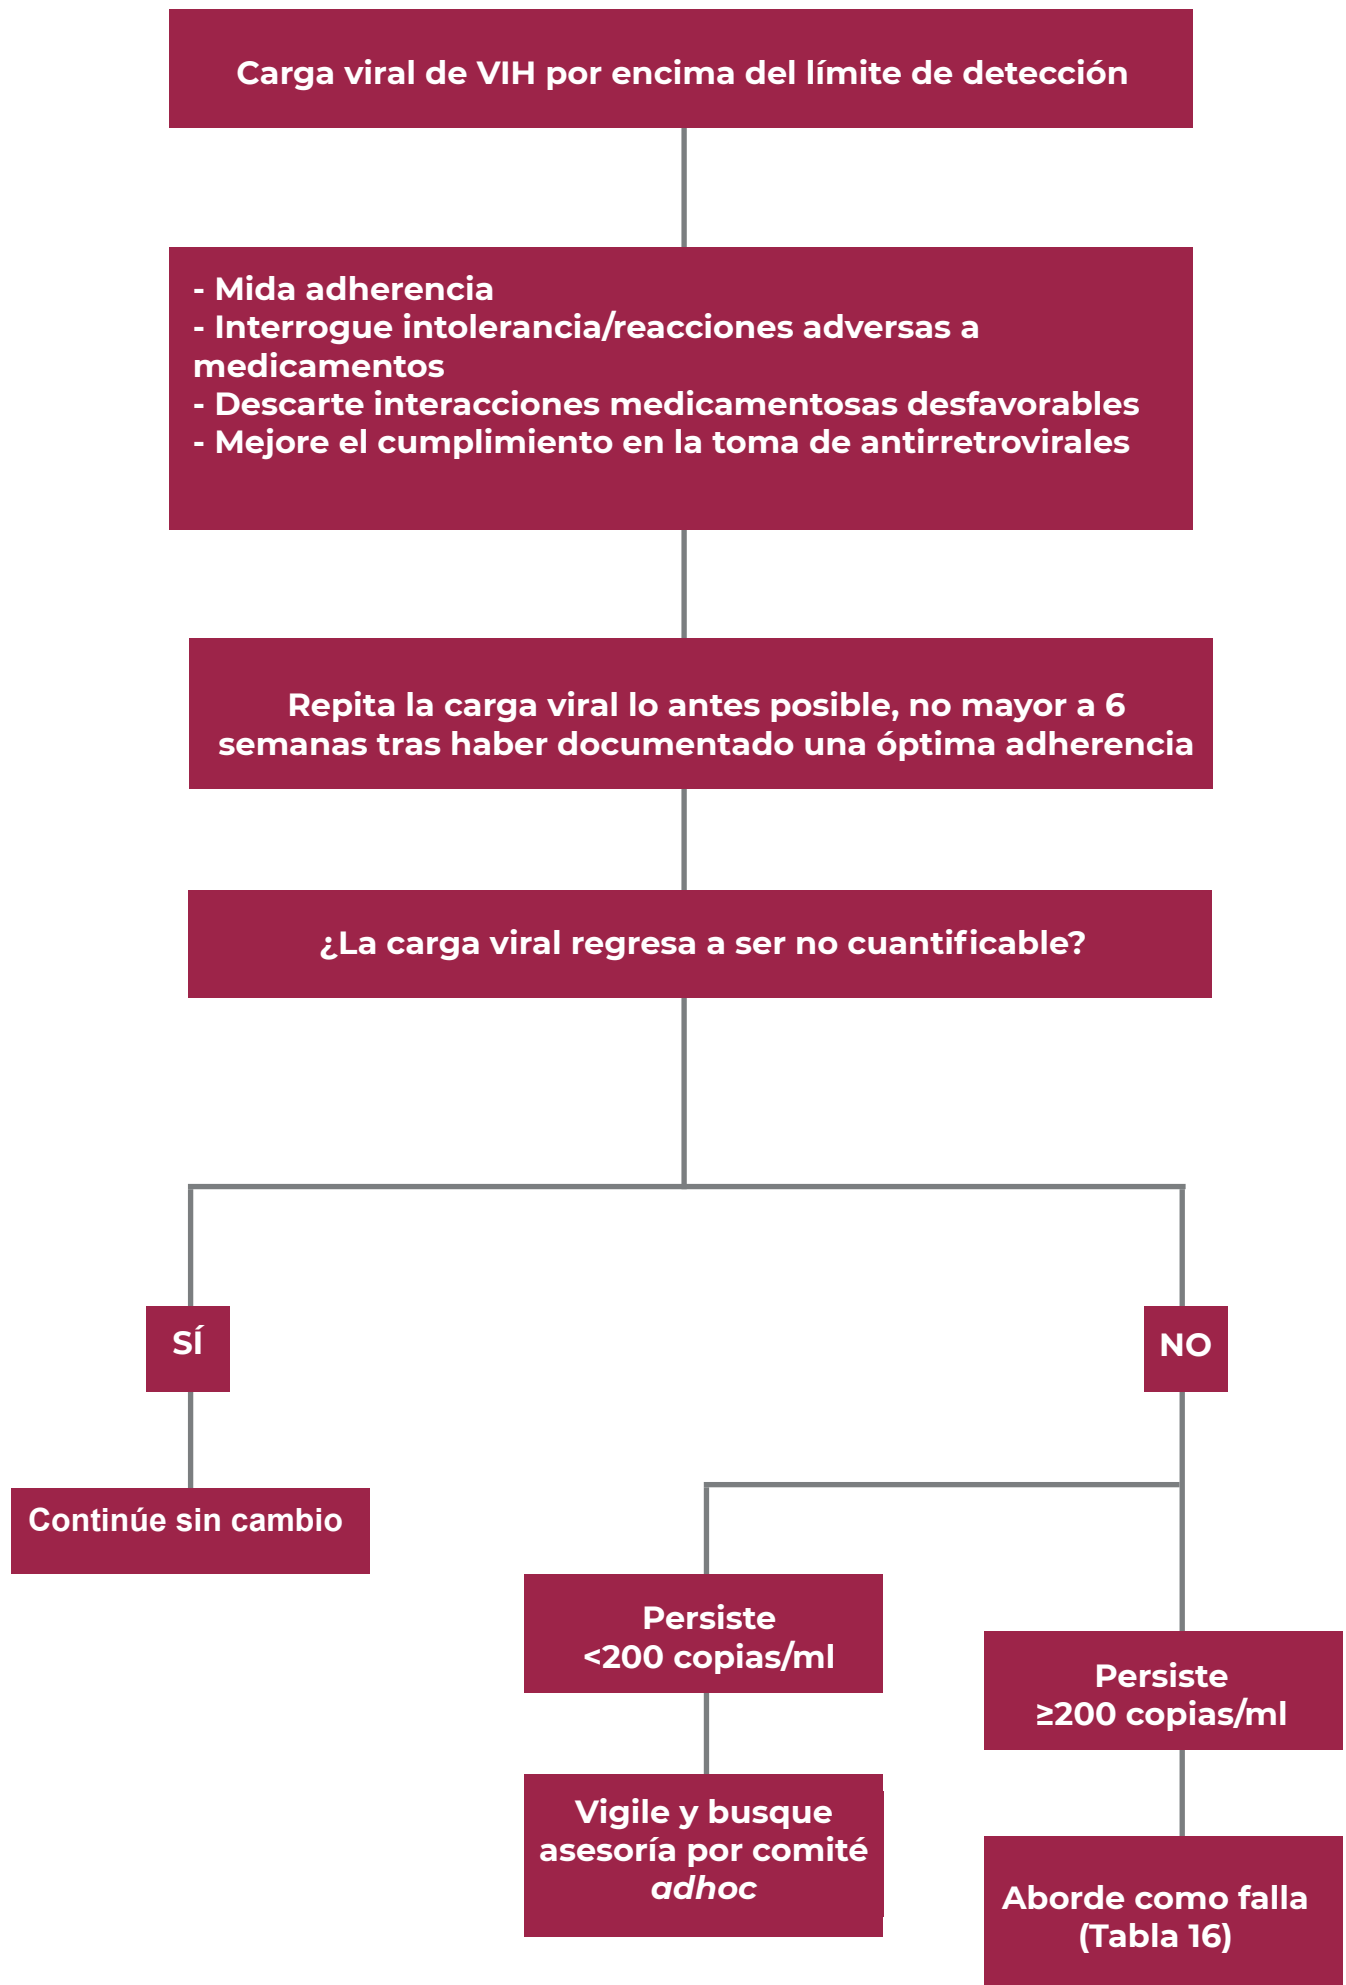 Carga viral de VIH por encima del límite de detección
- Mida adherencia
- Interrogue intolerancia/reacciones adversas a
medicamentos
- Descarte interacciones medicamentosas desfavorables
- Mejore el cumplimiento en la toma de antirretrovirales
Repita la carga viral lo antes posible, no mayor a 6
semanas tras haber documentado una óptima adherencia
¿La carga viral regresa a ser no cuantificable?
SÍ
NO
Continúe sin cambio
Persiste
<200 copias/ml
Persiste
≥200 copias/ml
Vigile y busque
asesoría por comité
adhoc
Aborde como falla
(Tabla 16)